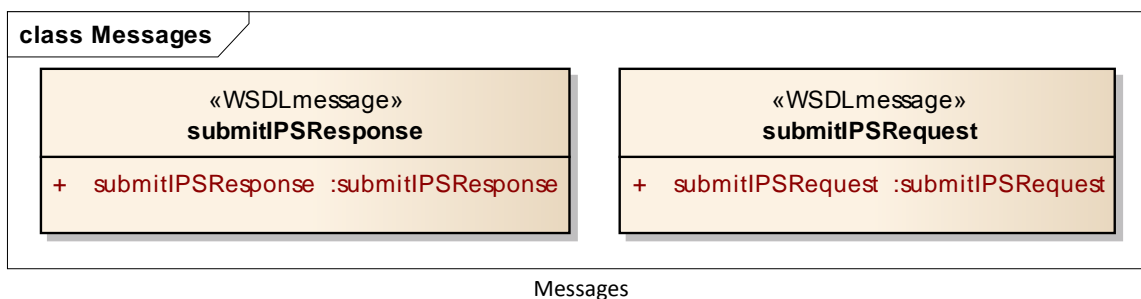 class Messages
«WSDLmessage»
submitIPSResponse
+ submitIPSResponse :submitIPSResponse
«WSDLmessage»
submitIPSRequest
+ submitIPSRequest :submitIPSRequest
Messages